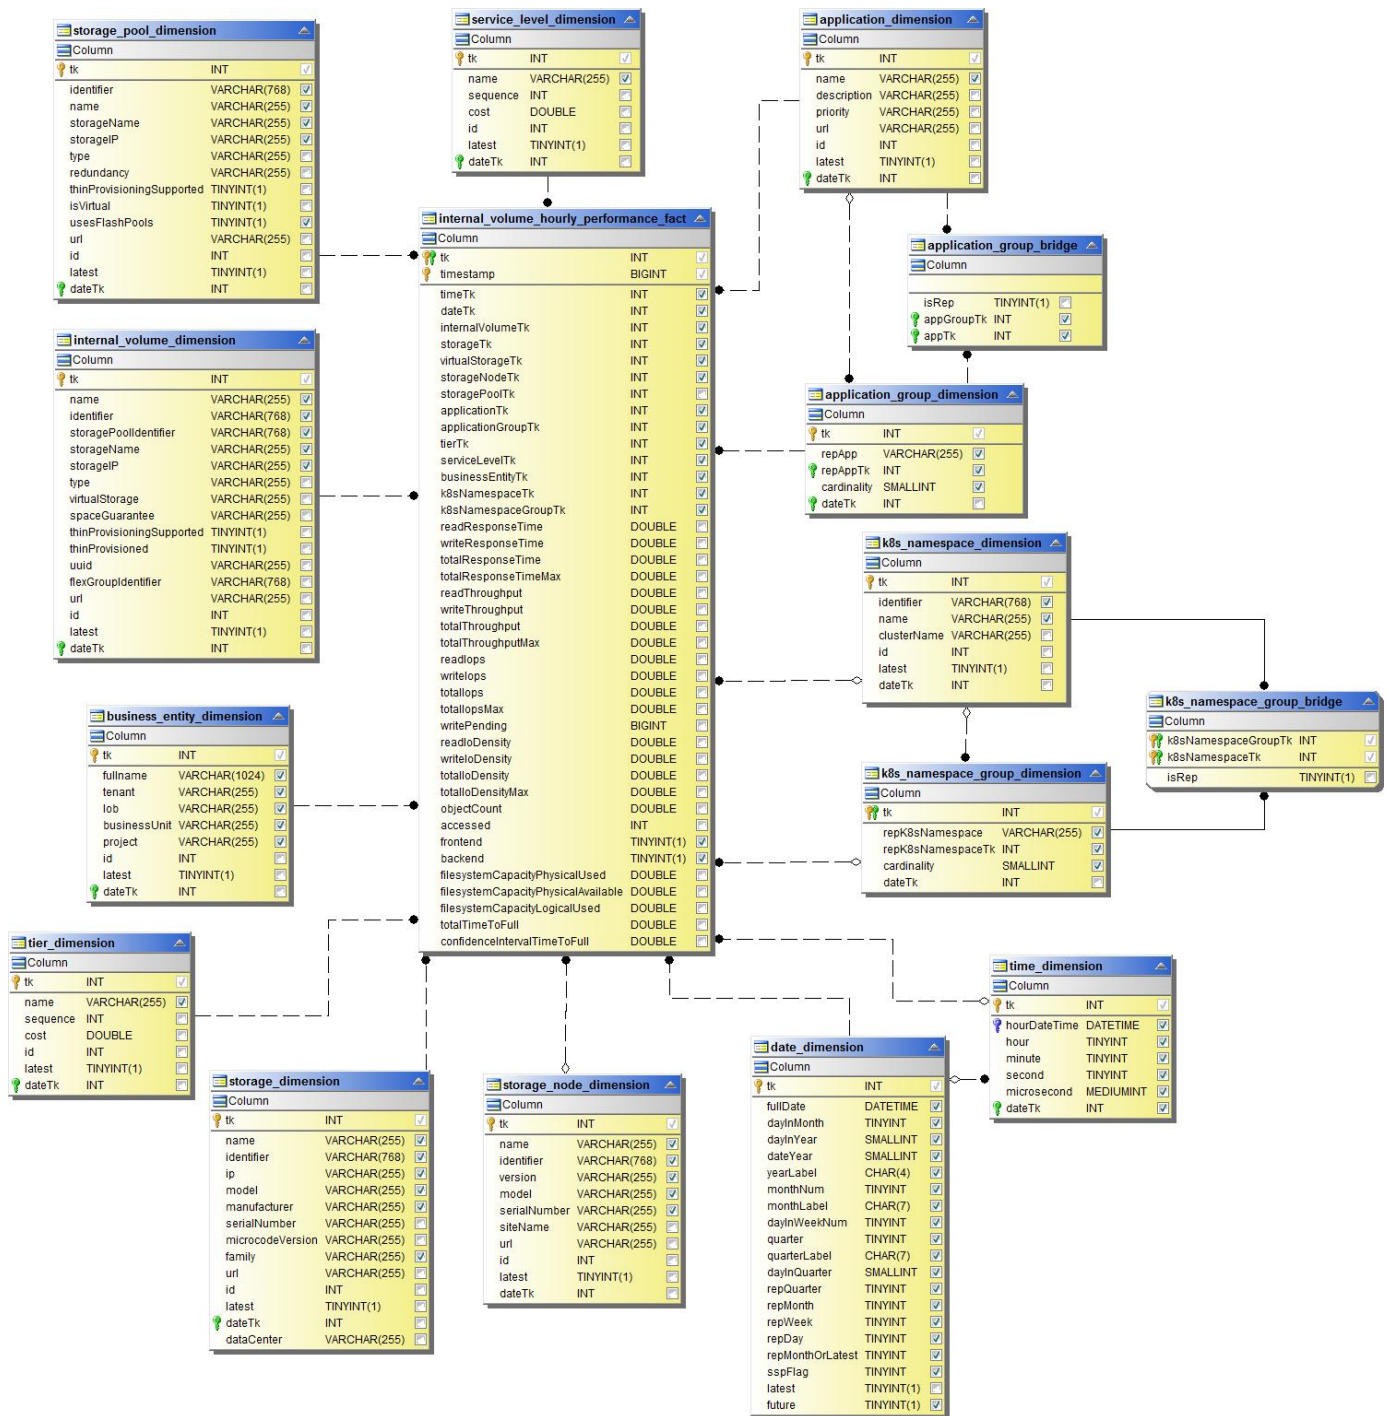 storage_pool_dimension
Column
tk INT
identifier VARCHAR(768)
name VARCHAR(255)
storageName VARCHAR(255)
storageIP VARCHAR(255)
type VARCHAR(255)
redundancy VARCHAR(255)
thinProvisioningSupported TINYINT(1)
isVirtual TINYINT(1)
usesFlashPools TINYINT(1)
url VARCHAR(255)
id INT
latest TINYINT(1)
dateTk INT
service_level_dimension
Column
tk INT
name VARCHAR(255)
sequence INT
cost DOUBLE
id INT
latest TINYINT(1)
dateTk INT
application_dimension
Column
tk INT
name VARCHAR(255)
description VARCHAR(255)
priority VARCHAR(255)
url VARCHAR(255)
id INT
latest TINYINT(1)
dateTk INT
internal_volume_hourly_performance_fact
Column
tk INT
timestamp BIGINT
timeTk INT
dateTk INT
internalVolumeTk INT
storageTk INT
virtualStorageTk INT
storageNodeTk INT
storagePoolTk INT
applicationTk INT
applicationGroupTk INT
tierTk INT
serviceLevelTk INT
businessEntityTk INT
k8sNamespaceTk INT
k8sNamespaceGroupTk INT
readResponseTime DOUBLE
writeResponseTime DOUBLE
totalResponseTime DOUBLE
totalResponseTimeMax DOUBLE
readThroughput DOUBLE
writeThroughput DOUBLE
totalThroughput DOUBLE
totalThroughputMax DOUBLE
readIops DOUBLE
writeIops DOUBLE
totalIops DOUBLE
totalIopsMax DOUBLE
writePending BIGINT
readIoDensity DOUBLE
writeIoDensity DOUBLE
totalIoDensity DOUBLE
totalIoDensityMax DOUBLE
objectCount DOUBLE
accessed INT
frontend TINYINT(1)
backend TINYINT(1)
filesystemCapacityPhysicalUsed DOUBLE
filesystemCapacityPhysicalAvailable DOUBLE
filesystemCapacityLogicalUsed DOUBLE
totalTimeToFull DOUBLE
confidenceIntervalTimeToFull DOUBLE
application_group_bridge
Column
isRep TINYINT(1)
appGroupTk INT
appTk INT
internal_volume_dimension
Column
tk INT
name VARCHAR(255)
identifier VARCHAR(768)
storagePoolIdentifier VARCHAR(768)
storageName VARCHAR(255)
storageIP VARCHAR(255)
type VARCHAR(255)
virtualStorage VARCHAR(255)
spaceGuarantee VARCHAR(255)
thinProvisioningSupported TINYINT(1)
thinProvisioned TINYINT(1)
uuid VARCHAR(255)
flexGroupIdentifier VARCHAR(768)
url VARCHAR(255)
id INT
latest TINYINT(1)
dateTk INT
application_group_dimension
Column
tk INT
repApp VARCHAR(255)
repAppTk INT
cardinality SMALLINT
dateTk INT
k8s_namespace_dimension
Column
tk INT
identifier VARCHAR(768)
name VARCHAR(255)
clusterName VARCHAR(255)
id INT
latest TINYINT(1)
dateTk INT
k8s_namespace_group_bridge
Column
k8sNamespaceGroupTk INT
k8sNamespaceTk INT
isRep TINYINT(1)
business_entity_dimension
Column
tk INT
fullname VARCHAR(1024)
tenant VARCHAR(255)
lob VARCHAR(255)
businessUnit VARCHAR(255)
project VARCHAR(255)
id INT
latest TINYINT(1)
dateTk INT
k8s_namespace_group_dimension
Column
tk INT
repK8sNamespace VARCHAR(255)
repK8sNamespaceTk INT
cardinality SMALLINT
dateTk INT
tier_dimension
Column
tk INT
name VARCHAR(255)
sequence INT
cost DOUBLE
id INT
latest TINYINT(1)
dateTk INT
time_dimension
Column
tk INT
hourDateTime DATETIME
hour TINYINT
minute TINYINT
second TINYINT
microsecond MEDIUMINT
dateTk INT
storage_dimension
Column
tk INT
name VARCHAR(255)
identifier VARCHAR(768)
ip VARCHAR(255)
model VARCHAR(255)
manufacturer VARCHAR(255)
serialNumber VARCHAR(255)
microcodeVersion VARCHAR(255)
family VARCHAR(255)
url VARCHAR(255)
id INT
latest TINYINT(1)
dateTk INT
dataCenter VARCHAR(255)
storage_node_dimension
Column
tk INT
name VARCHAR(255)
identifier VARCHAR(768)
version VARCHAR(255)
model VARCHAR(255)
serialNumber VARCHAR(255)
siteName VARCHAR(255)
url VARCHAR(255)
id INT
latest TINYINT(1)
dateTk INT
date_dimension
Column
tk INT
fullDate DATETIME
dayInMonth TINYINT
dayInYear SMALLINT
dateYear SMALLINT
yearLabel CHAR(4)
monthNum TINYINT
monthLabel CHAR(7)
dayInWeekNum TINYINT
quarter TINYINT
quarterLabel CHAR(7)
dayInQuarter SMALLINT
repQuarter TINYINT
repMonth TINYINT
repWeek TINYINT
repDay TINYINT
repMonthOrLatest TINYINT
sspFlag TINYINT
latest TINYINT(1)
future TINYINT(1)